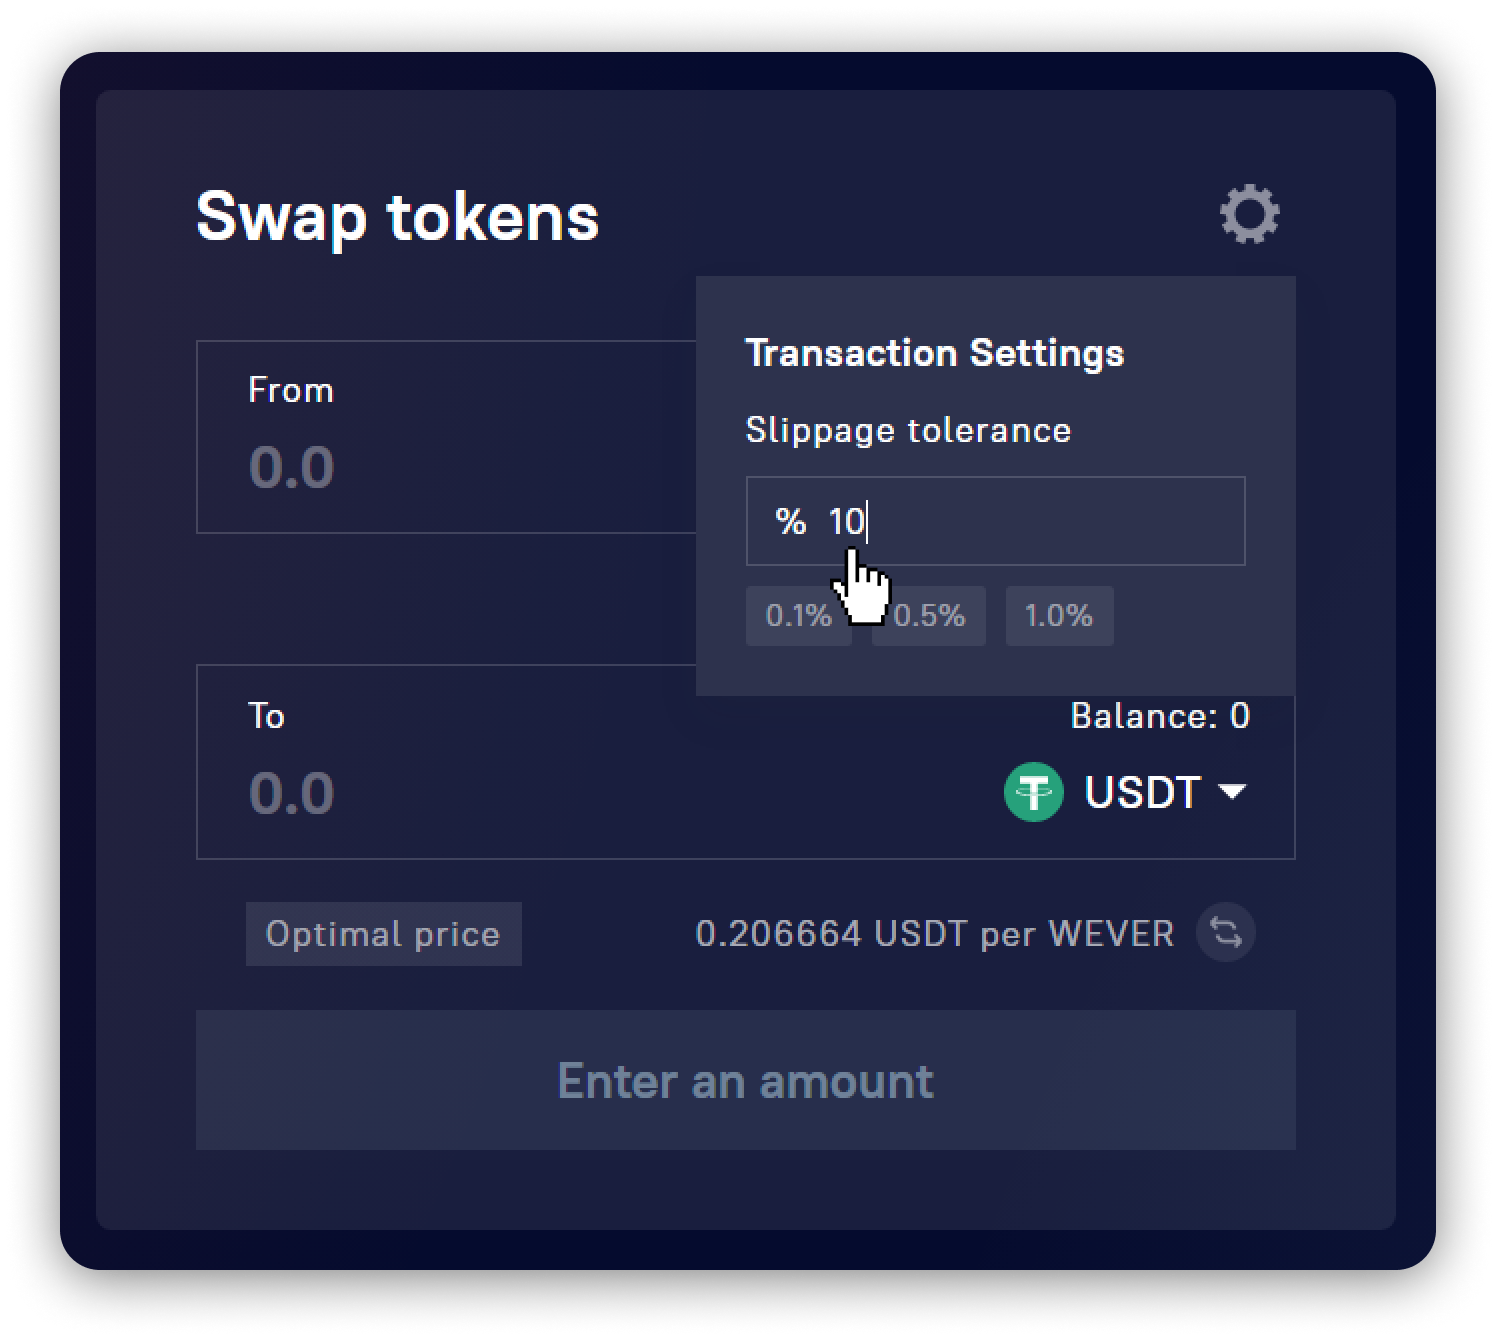 Swap tokens
Transaction Settings
From
Slippage tolerance
0.0
% 10
0.1% 0.5% 1.0%
To
Balance: 0
0.0
USDT
Optimal price
0.206664 USDT per WEVER
Enter an amount